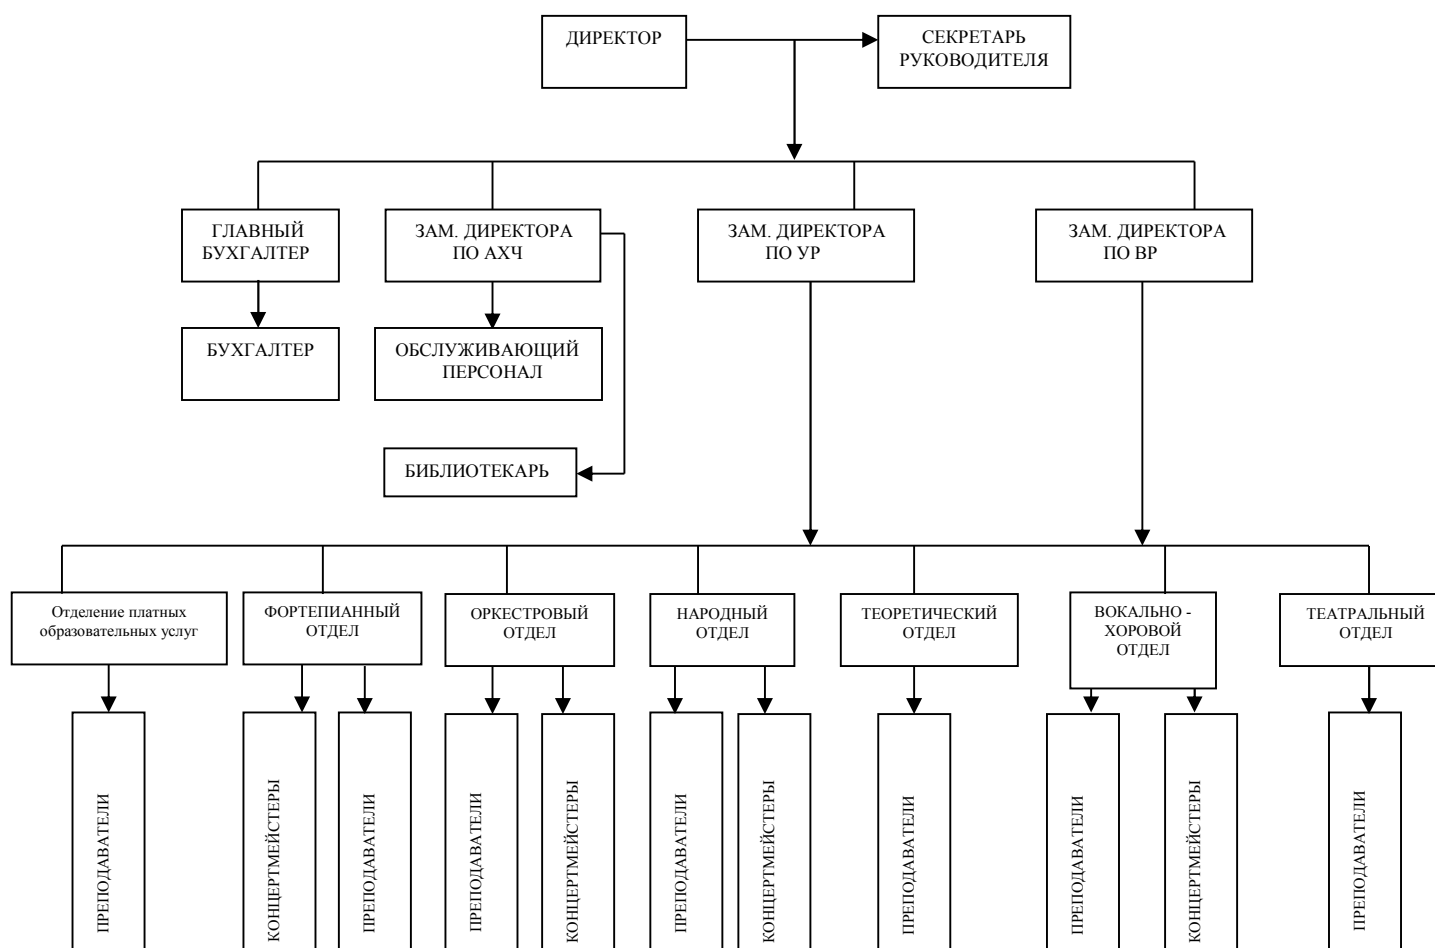 ДИРЕКТОР
СЕКРЕТАРЬ
РУКОВОДИТЕЛЯ
ГЛАВНЫЙ
БУХГАЛТЕР
ЗАМ. ДИРЕКТОРА
ПО АХЧ
ЗАМ. ДИРЕКТОРА
ПО УР
ЗАМ. ДИРЕКТОРА
ПО ВР
БУХГАЛТЕР
ОБСЛУЖИВАЮЩИЙ
ПЕРСОНАЛ
БИБЛИОТЕКАРЬ
Отделение платных
образовательных услуг
ФОРТЕПИАННЫЙ
ОТДЕЛ
ОРКЕСТРОВЫЙ
ОТДЕЛ
НАРОДНЫЙ
ОТДЕЛ
ТЕОРЕТИЧЕСКИЙ
ОТДЕЛ
ВОКАЛЬНО -
ХОРОВОЙ
ОТДЕЛ
ТЕАТРАЛЬНЫЙ
ОТДЕЛ
ПРЕПОДАВАТЕЛИ
КОНЦЕРТМЕЙСТЕРЫ
ПРЕПОДАВАТЕЛИ
ПРЕПОДАВАТЕЛИ
КОНЦЕРТМЕЙСТЕРЫ
ПРЕПОДАВАТЕЛИ
КОНЦЕРТМЕЙСТЕРЫ
ПРЕПОДАВАТЕЛИ
ПРЕПОДАВАТЕЛИ
КОНЦЕРТМЕЙСТЕРЫ
ПРЕПОДАВАТЕЛИ